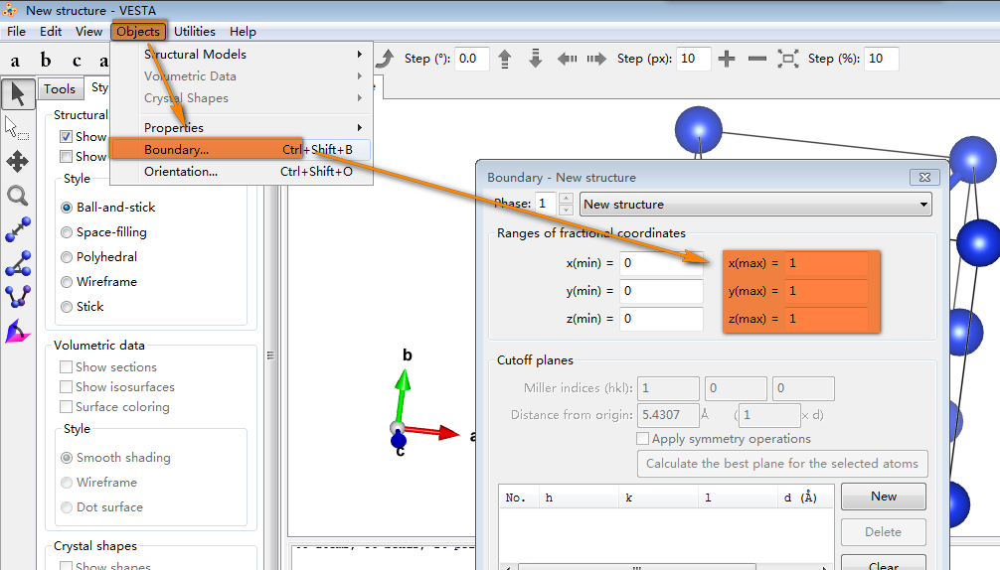 New structure - VESTA
File Edit View Objects Utilities Help
a b c a
Step (°): 0.0 Step (px): 10 Step (%): 10
Structural Models
Volumetric Data
Crystal Shapes
Properties
Boundary... Ctrl+Shift+B
Orientation... Ctrl+Shift+O
Tools Sty
Structural
Show
Show
Style
Ball-and-stick
Space-filling
Polyhedral
Wireframe
Stick
Volumetric data
Show sections
Show isosurfaces
Surface coloring
Style
Smooth shading
Wireframe
Dot surface
Crystal shapes
Show shapes
b
a
c
Boundary - New structure
Phase: 1 New structure
Ranges of fractional coordinates
x(min) = 0 x(max) = 1
y(min) = 0 y(max) = 1
z(min) = 0 z(max) = 1
Cutoff planes
Miller indices (hkl): 1 0 0
Distance from origin: 5.4307 Å ( 1 × d)
Apply symmetry operations
Calculate the best plane for the selected atoms
No. h k l d (Å)
New
Delete
Clear